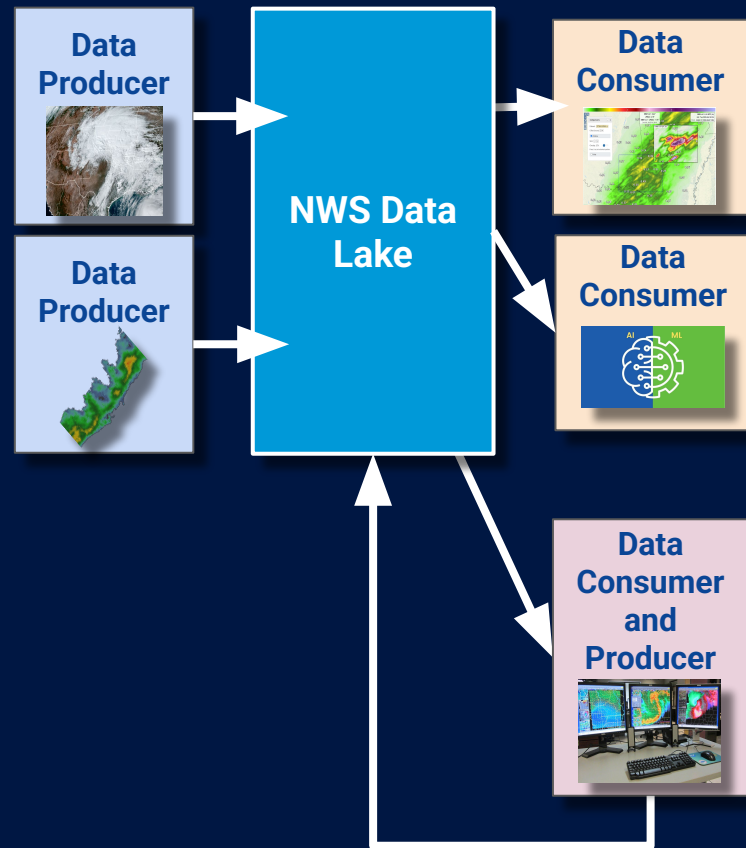 Data
Producer
Data
Producer
NWS Data
Lake
Data
Consumer
Data
Consumer
AI
ML
Data
Consumer
and
Producer